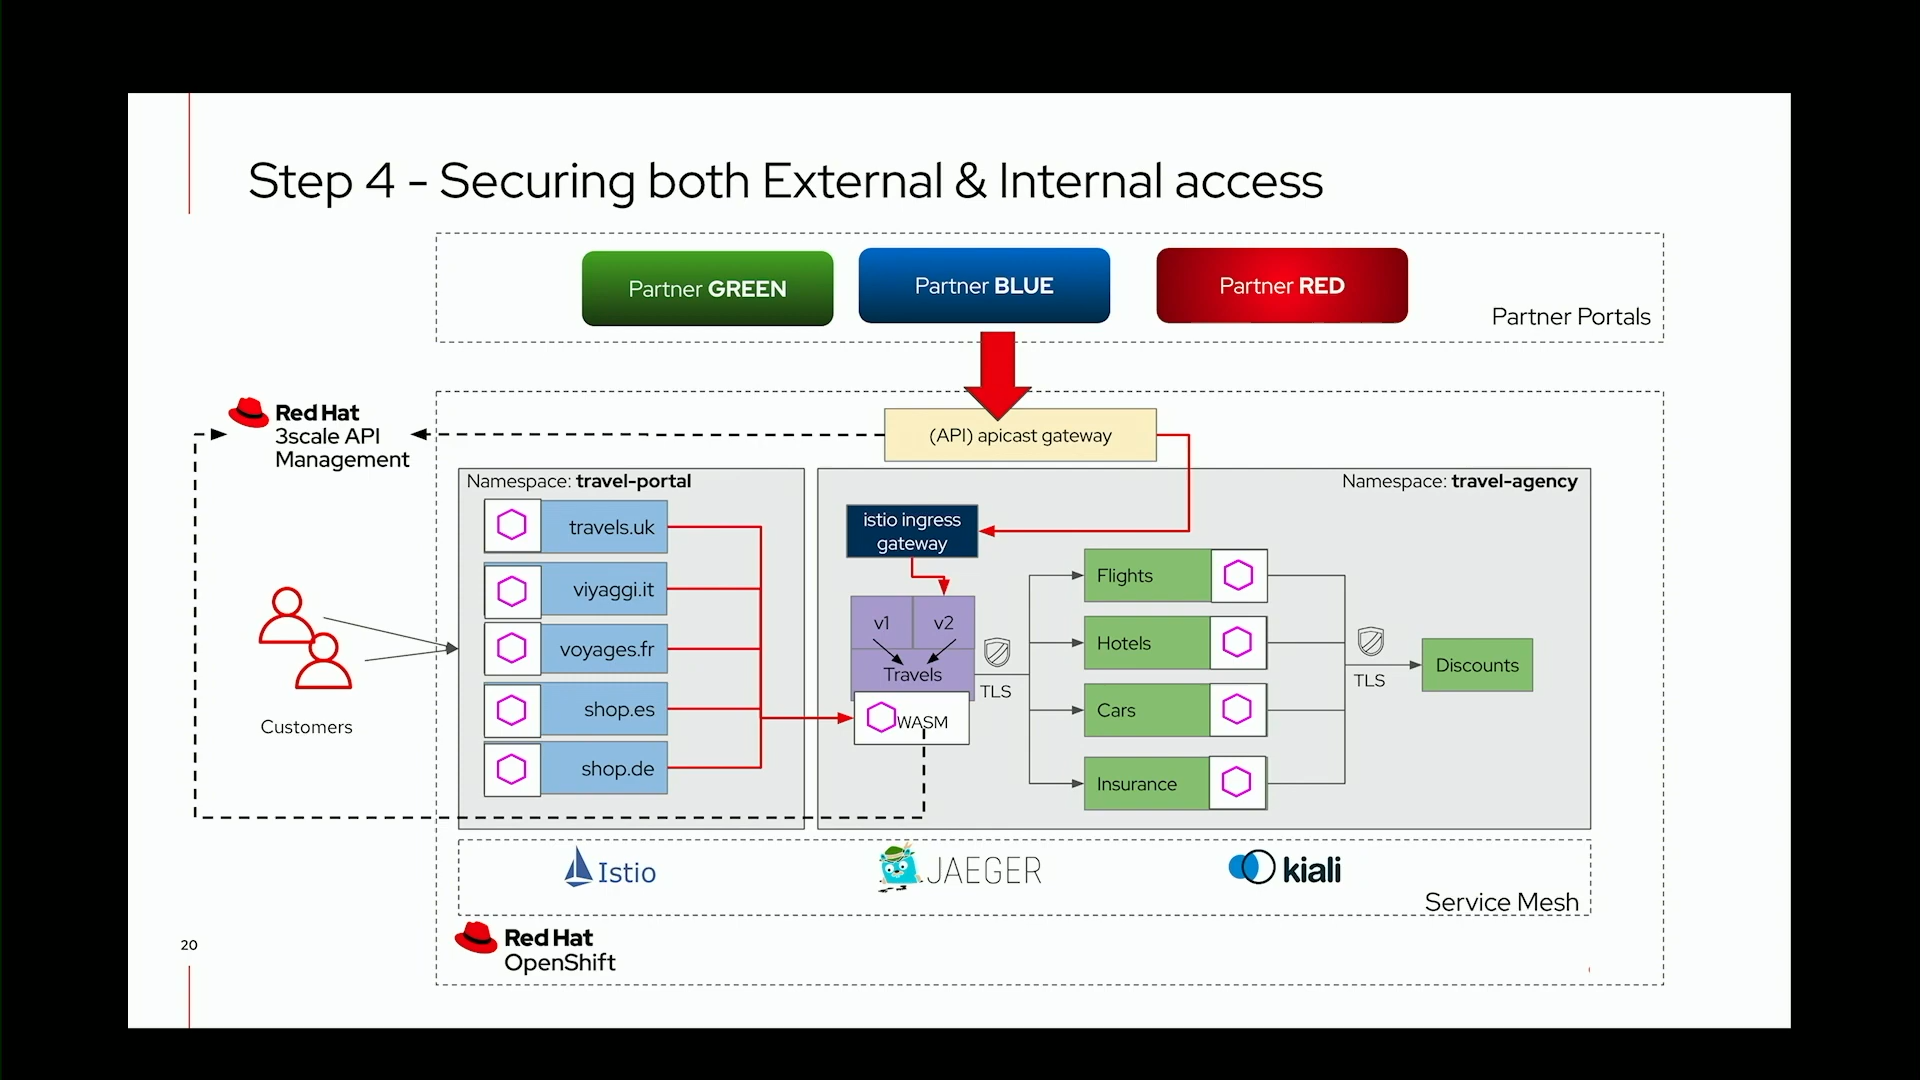 Step 4 - Securing both External & Internal access
Partner GREEN
Partner BLUE
Partner RED
Partner Portals
Red Hat
3scale API
Management
(API) apicast gateway
Namespace: travel-portal
Namespace: travel-agency
travels.uk
viyaggi.it
voyages.fr
shop.es
shop.de
Customers
istio ingress
gateway
v1
v2
Travels
WASM
TLS
Flights
Hotels
Cars
Insurance
TLS
Discounts
Istio
JAEGER
kiali
Service Mesh
Red Hat
OpenShift
20